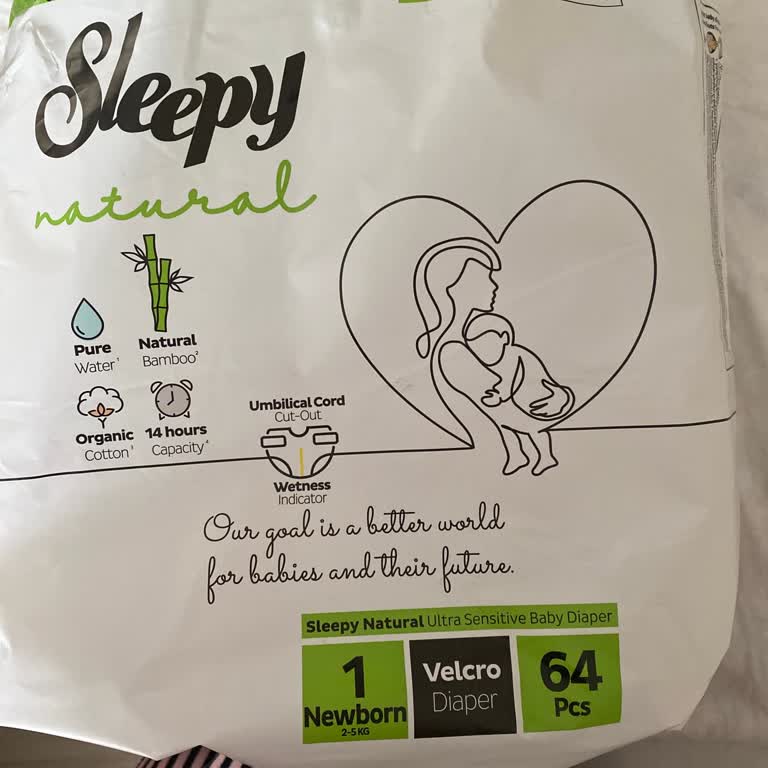 Sleepy
natural
Pure
Water¹
Natural
Bamboo²
Organic
Cotton³
14 hours
Capacity⁴
Umbilical Cord
Cut-Out
Wetness
Indicator
Our goal is a better world
for babies and their future.
Sleepy Natural Ultra Sensitive Baby Diaper
1
Newborn
2-5 KG
Velcro
Diaper
64
Pcs